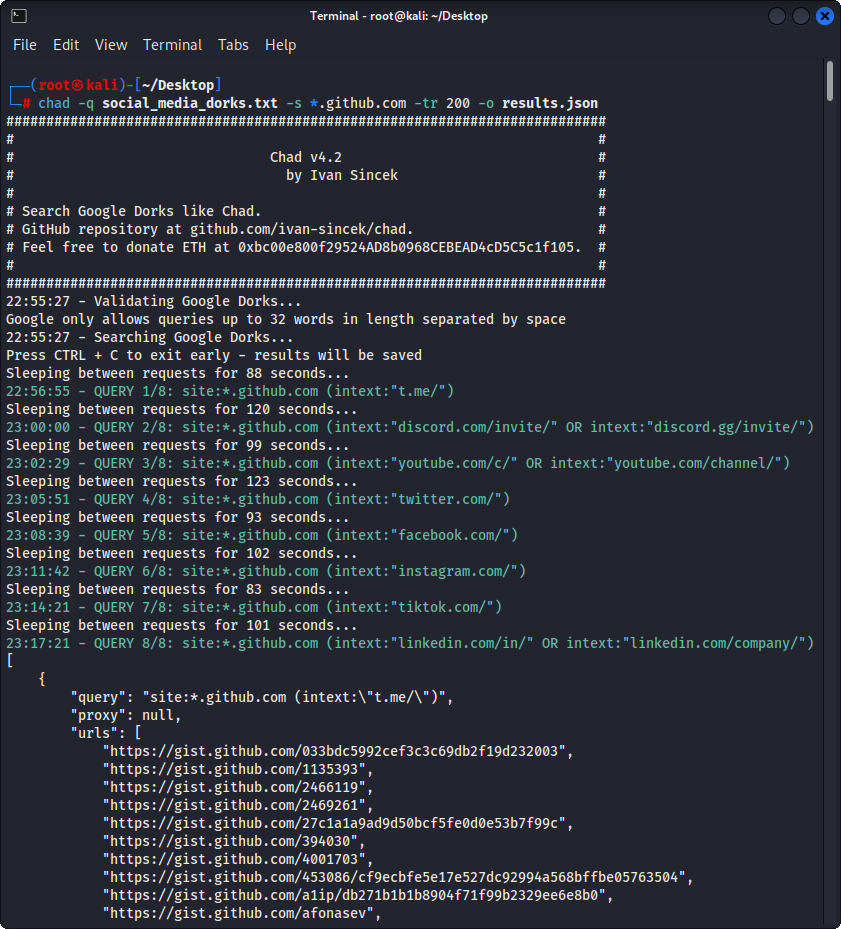 Terminal - root@kali: ~/Desktop
File Edit View Terminal Tabs Help
┌──(root㉿kali)-[~/Desktop]
└─# chad -q social_media_dorks.txt -s *.github.com -tr 200 -o results.json
###########################################################################
#                                                                         #
#                                Chad v4.2                                #
#                                  by Ivan Sincek                         #
#                                                                         #
# Search Google Dorks like Chad.                                          #
# GitHub repository at github.com/ivan-sincek/chad.                       #
# Feel free to donate ETH at 0xbc00e800f29524AD8b0968CEBEAD4cD5C5c1f105.  #
#                                                                         #
###########################################################################
22:55:27 - Validating Google Dorks...
Google only allows queries up to 32 words in length separated by space
22:55:27 - Searching Google Dorks...
Press CTRL + C to exit early - results will be saved
Sleeping between requests for 88 seconds...
22:56:55 - QUERY 1/8: site:*.github.com (intext:"t.me/")
Sleeping between requests for 120 seconds...
23:00:00 - QUERY 2/8: site:*.github.com (intext:"discord.com/invite/" OR intext:"discord.gg/invite/")
Sleeping between requests for 99 seconds...
23:02:29 - QUERY 3/8: site:*.github.com (intext:"youtube.com/c/" OR intext:"youtube.com/channel/")
Sleeping between requests for 123 seconds...
23:05:51 - QUERY 4/8: site:*.github.com (intext:"twitter.com/")
Sleeping between requests for 93 seconds...
23:08:39 - QUERY 5/8: site:*.github.com (intext:"facebook.com/")
Sleeping between requests for 102 seconds...
23:11:42 - QUERY 6/8: site:*.github.com (intext:"instagram.com/")
Sleeping between requests for 83 seconds...
23:14:21 - QUERY 7/8: site:*.github.com (intext:"tiktok.com/")
Sleeping between requests for 101 seconds...
23:17:21 - QUERY 8/8: site:*.github.com (intext:"linkedin.com/in/" OR intext:"linkedin.com/company/")
[
    {
        "query": "site:*.github.com (intext:\"t.me/\")",
        "proxy": null,
        "urls": [
            "https://gist.github.com/033bdc5992cef3c3c69db2f19d232003",
            "https://gist.github.com/1135393",
            "https://gist.github.com/2466119",
            "https://gist.github.com/2469261",
            "https://gist.github.com/27c1a1a9ad9d50bcf5fe0d0e53b7f99c",
            "https://gist.github.com/394030",
            "https://gist.github.com/4001703",
            "https://gist.github.com/453086/cf9ecbfe5e17e527dc92994a568bffbe05763504",
            "https://gist.github.com/a1ip/db271b1b1b8904f71f99b2329ee6e8b0",
            "https://gist.github.com/afonasev",